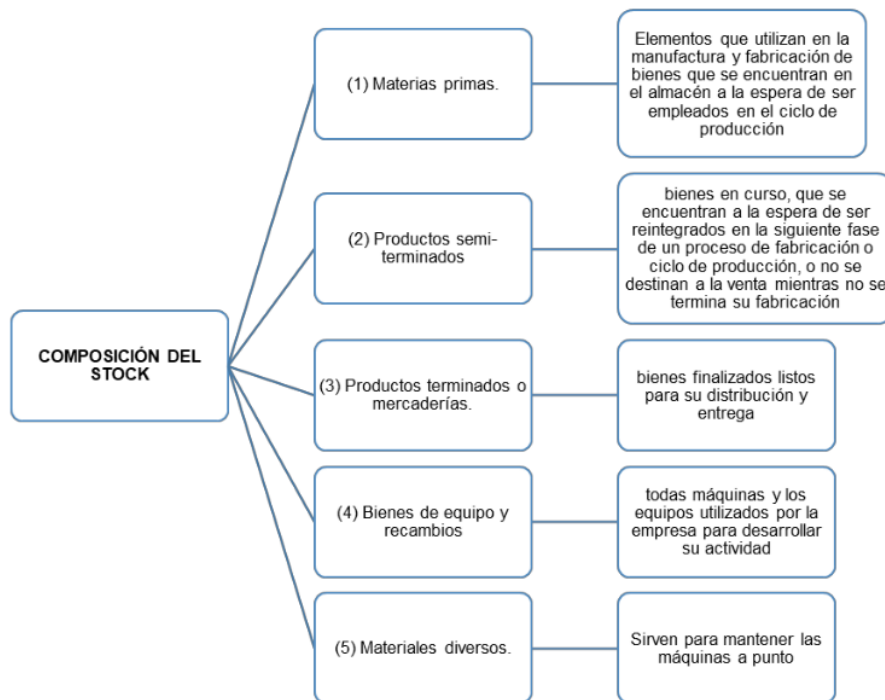 COMPOSICIÓN DEL
STOCK
(1) Materias primas.
Elementos que utilizan en la
manufactura y fabricación de
bienes que se encuentran en
el almacén a la espera de ser
empleados en el ciclo de
producción
(2) Productos semi-
terminados
bienes en curso, que se
encuentran a la espera de ser
reintegrados en la siguiente fase
de un proceso de fabricación o
ciclo de producción, o no se
destinan a la venta mientras no se
termina su fabricación
(3) Productos terminados o
mercaderías.
bienes finalizados listos
para su distribución y
entrega
(4) Bienes de equipo y
recambios
todas máquinas y los
equipos utilizados por la
empresa para desarrollar
su actividad
(5) Materiales diversos.
Sirven para mantener las
máquinas a punto